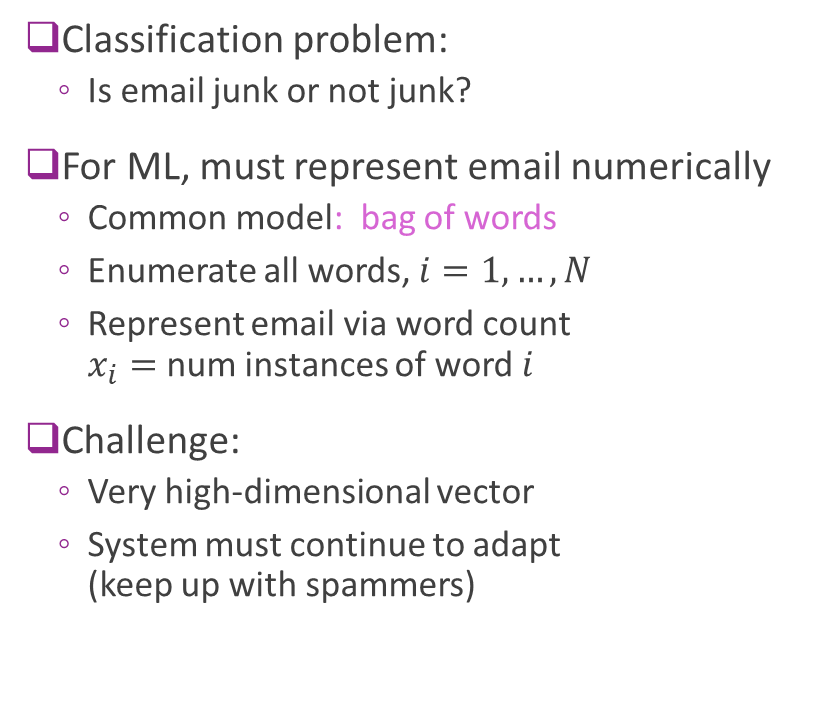 ❑Classification problem:
◦ Is email junk or not junk?
❑For ML, must represent email numerically
◦ Common model: bag of words
◦ Enumerate all words, 𝑖 = 1, … , 𝑁
◦ Represent email via word count
𝑥ᵢ = num instances of word 𝑖
❑Challenge:
◦ Very high-dimensional vector
◦ System must continue to adapt
(keep up with spammers)